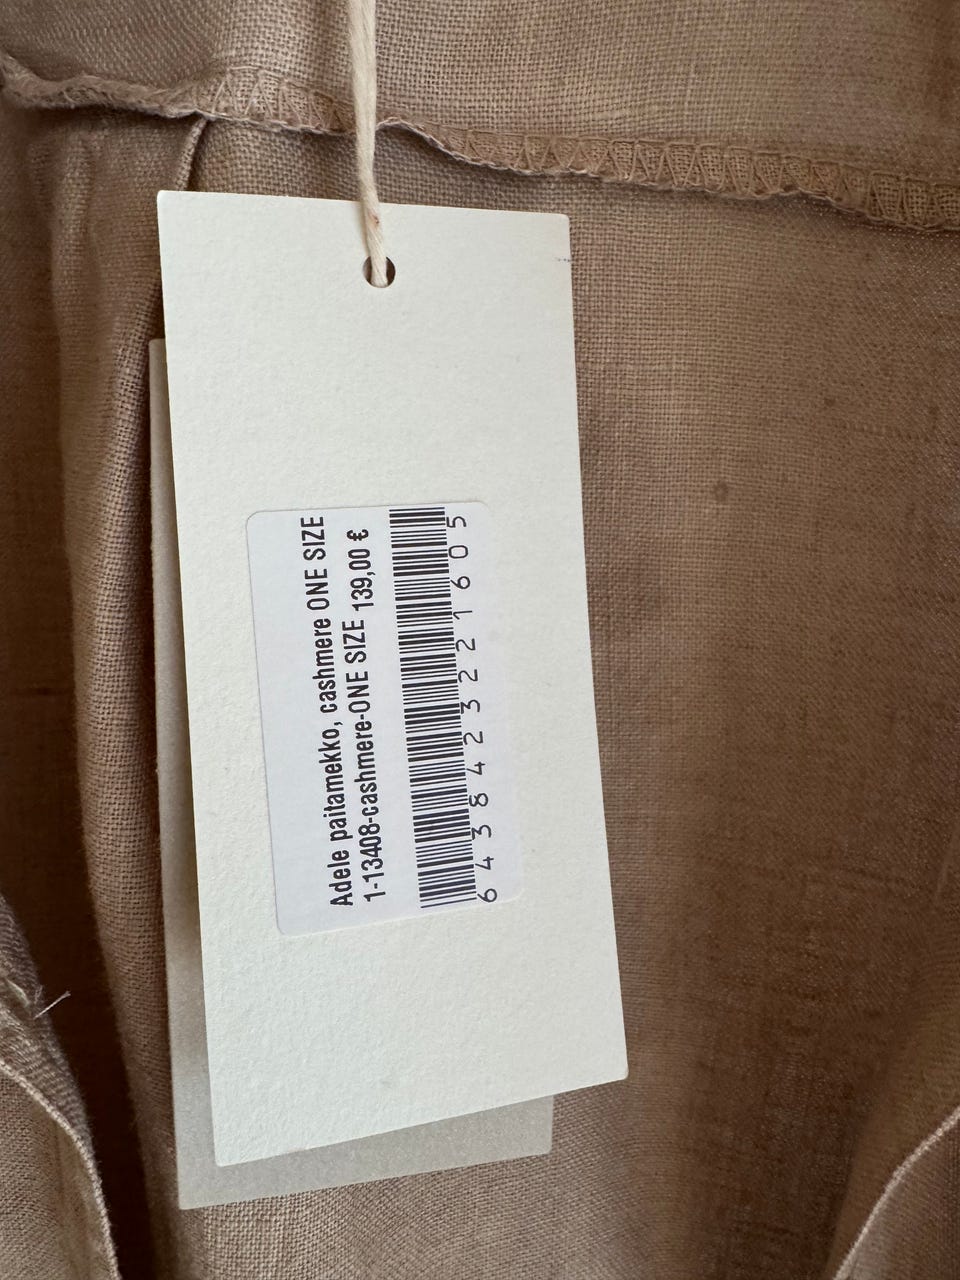 Adele paitamekko, cashmere ONE SIZE
1-13408-cashmere-ONE SIZE 139,00 €
6438423221605